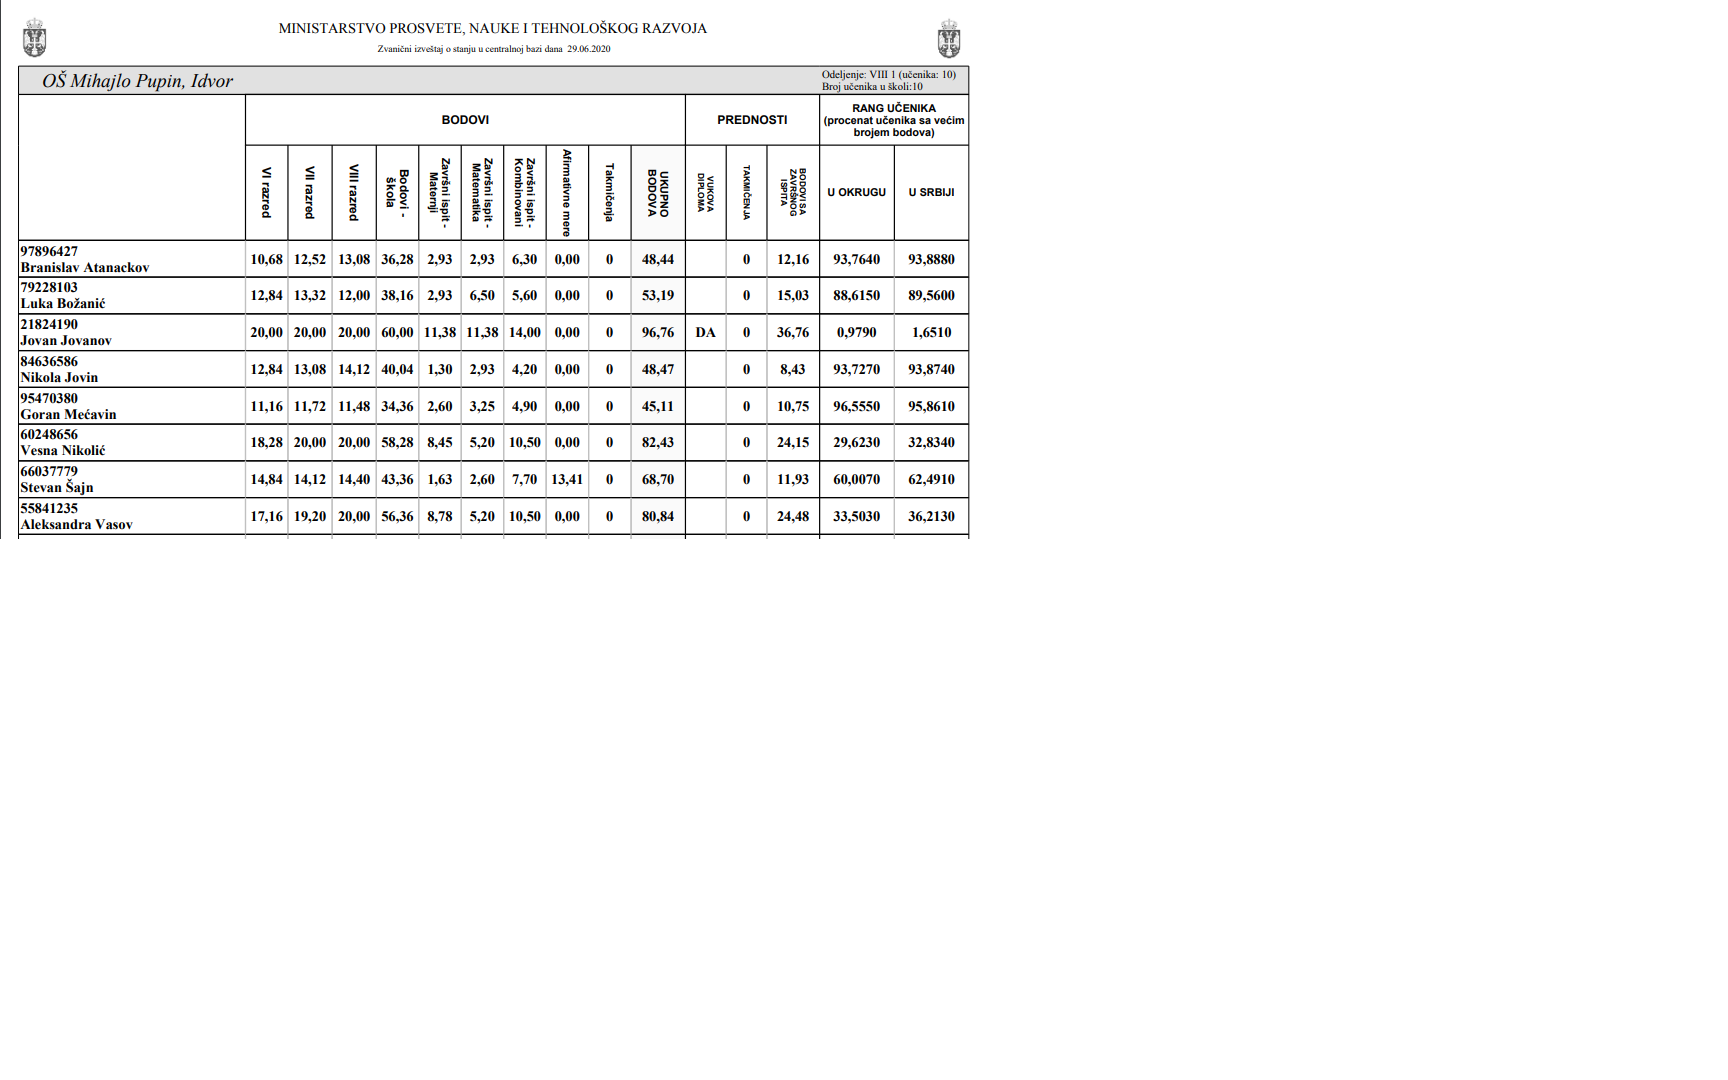 MINISTARSTVO PROSVETE, NAUKE I TEHNOLOŠKOG RAZVOJA
Zvanični izveštaj o stanju u centralnoj bazi dana 29.06.2020
OŠ Mihajlo Pupin, Idvor
Odeljenje: VIII 1 (učenika: 10)
Broj učenika u školi:10
BODOVI
PREDNOSTI
RANG UČENIKA
(procenat učenika sa većim
brojem bodova)
VI razred
VII razred
VIII razred
Bodovi -
škola
Završni ispit -
Maternji
Završni ispit -
Matematika
Završni ispit -
Kombinovani
Afirmativne mere
Takmičenja
UKUPNO
BODOVA
VUKOVA
DIPLOMA
TAKMIČENJA
BODOVI SA
ZAVRŠNOG
ISPITA
U OKRUGU
U SRBIJI
97896427
Branislav Atanackov
10,68 12,52 13,08 36,28 2,93 2,93 6,30 0,00 0 48,44 0 12,16 93,7640 93,8880
79228103
Luka Božanić
12,84 13,32 12,00 38,16 2,93 6,50 5,60 0,00 0 53,19 0 15,03 88,6150 89,5600
21824190
Jovan Jovanov
20,00 20,00 20,00 60,00 11,38 11,38 14,00 0,00 0 96,76 DA 0 36,76 0,9790 1,6510
84636586
Nikola Jovin
12,84 13,08 14,12 40,04 1,30 2,93 4,20 0,00 0 48,47 0 8,43 93,7270 93,8740
95470380
Goran Mećavin
11,16 11,72 11,48 34,36 2,60 3,25 4,90 0,00 0 45,11 0 10,75 96,5550 95,8610
60248656
Vesna Nikolić
18,28 20,00 20,00 58,28 8,45 5,20 10,50 0,00 0 82,43 0 24,15 29,6230 32,8340
66037779
Stevan Šajn
14,84 14,12 14,40 43,36 1,63 2,60 7,70 13,41 0 68,70 0 11,93 60,0070 62,4910
55841235
Aleksandra Vasov
17,16 19,20 20,00 56,36 8,78 5,20 10,50 0,00 0 80,84 0 24,48 33,5030 36,2130